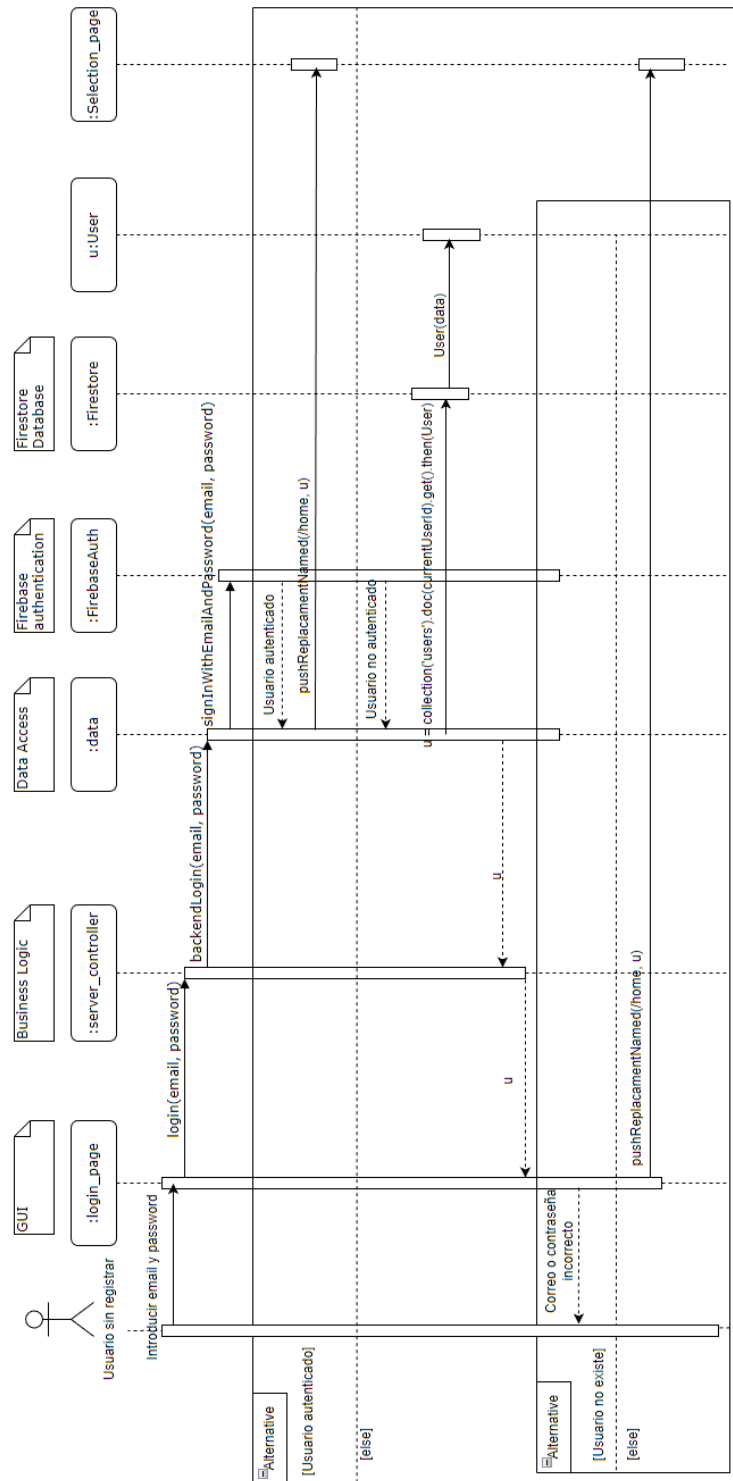 GUI
Business Logic
Data Access
Firebase
authentication
Firestore
Database
Usuario sin registrar
:login_page
:server_controller
:data
:FirebaseAuth
:Firestore
u:User
:Selection_page
Introducir email y password
login(email, password)
backendLogin(email, password)
signInWithEmailAndPassword(email, password)
Alternative
[Usuario autenticado]
Usuario autenticado
pushReplacamentNamed(/home, u)
[else]
Usuario no autenticado
u = collection('users').doc(currentUserId).get().then(User)
User(data)
u
u
Alternative
[Usuario no existe]
Correo o contraseña
incorrecto
[else]
pushReplacamentNamed(/home, u)